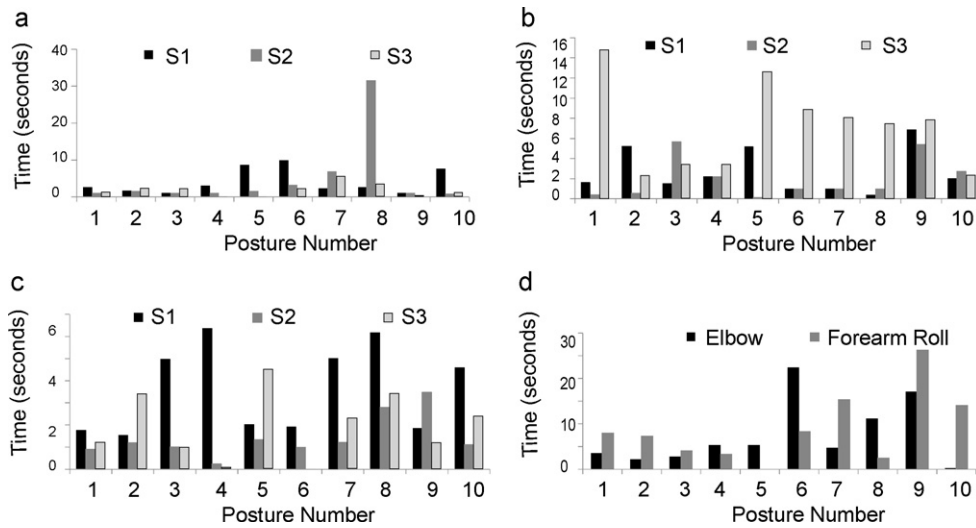 a
S1 S2 S3
Time (seconds)
40
30
20
10
0
1 2 3 4 5 6 7 8 9 10
Posture Number
b
S1 S2 S3
Time (seconds)
16
14
12
10
8
6
4
2
0
1 2 3 4 5 6 7 8 9 10
Posture Number
c
S1 S2 S3
Time (seconds)
6
4
2
0
1 2 3 4 5 6 7 8 9 10
Posture Number
d
Elbow Forearm Roll
Time (seconds)
30
20
10
0
1 2 3 4 5 6 7 8 9 10
Posture Number